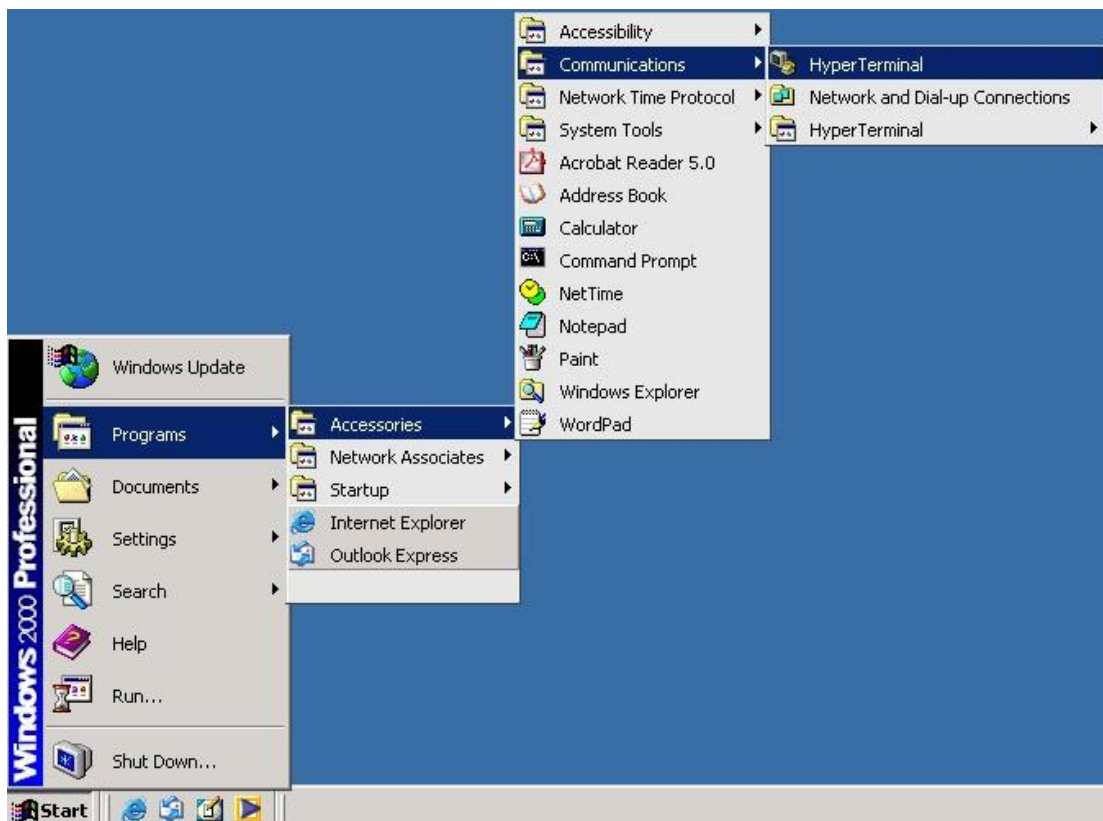 Accessibility
Communications
Network Time Protocol
System Tools
Acrobat Reader 5.0
Address Book
Calculator
Command Prompt
NetTime
Notepad
Paint
Windows Explorer
WordPad
HyperTerminal
Network and Dial-up Connections
HyperTerminal
Windows Update
Programs
Documents
Settings
Search
Help
Run...
Shut Down...
Accessories
Network Associates
Startup
Internet Explorer
Outlook Express
Windows 2000 Professional
Start